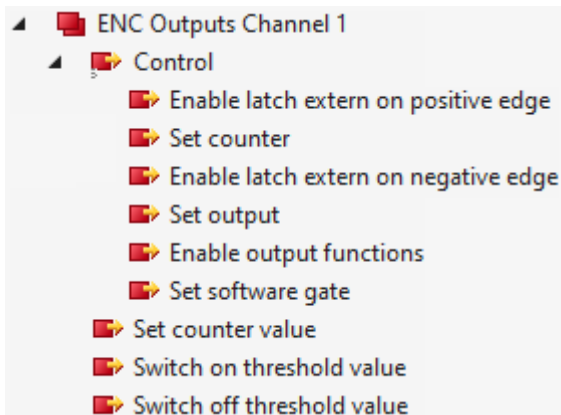 ENC Outputs Channel 1
Control
Enable latch extern on positive edge
Set counter
Enable latch extern on negative edge
Set output
Enable output functions
Set software gate
Set counter value
Switch on threshold value
Switch off threshold value